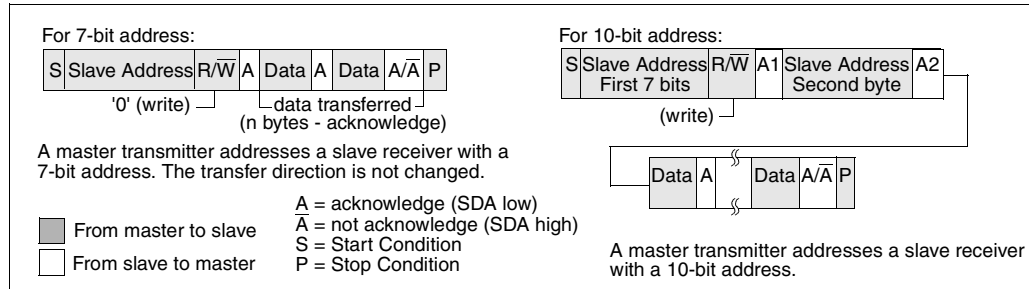 For 7-bit address:
S Slave Address R/W̅ A Data A Data A/A̅ P
'0' (write)
data transferred
(n bytes - acknowledge)
A master transmitter addresses a slave receiver with a
7-bit address. The transfer direction is not changed.
From master to slave
From slave to master
A = acknowledge (SDA low)
A̅ = not acknowledge (SDA high)
S = Start Condition
P = Stop Condition
For 10-bit address:
S Slave Address First 7 bits R/W̅ A1 Slave Address Second byte A2
(write)
Data A Data A/A̅ P
A master transmitter addresses a slave receiver
with a 10-bit address.